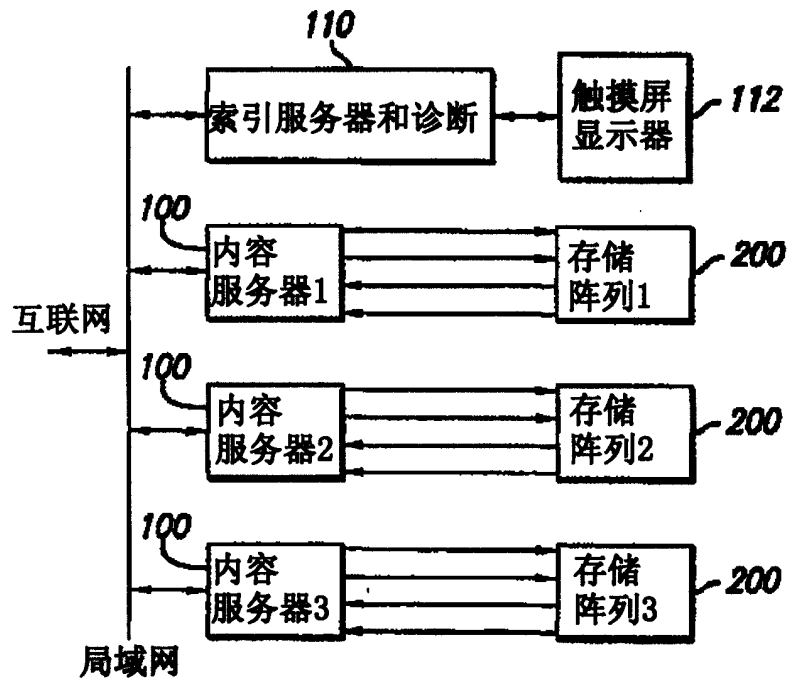 110
索引服务器和诊断
触摸屏
显示器
112
100
内容
服务器1
存储
阵列1
200
互联网
100
内容
服务器2
存储
阵列2
200
100
内容
服务器3
存储
阵列3
200
局域网